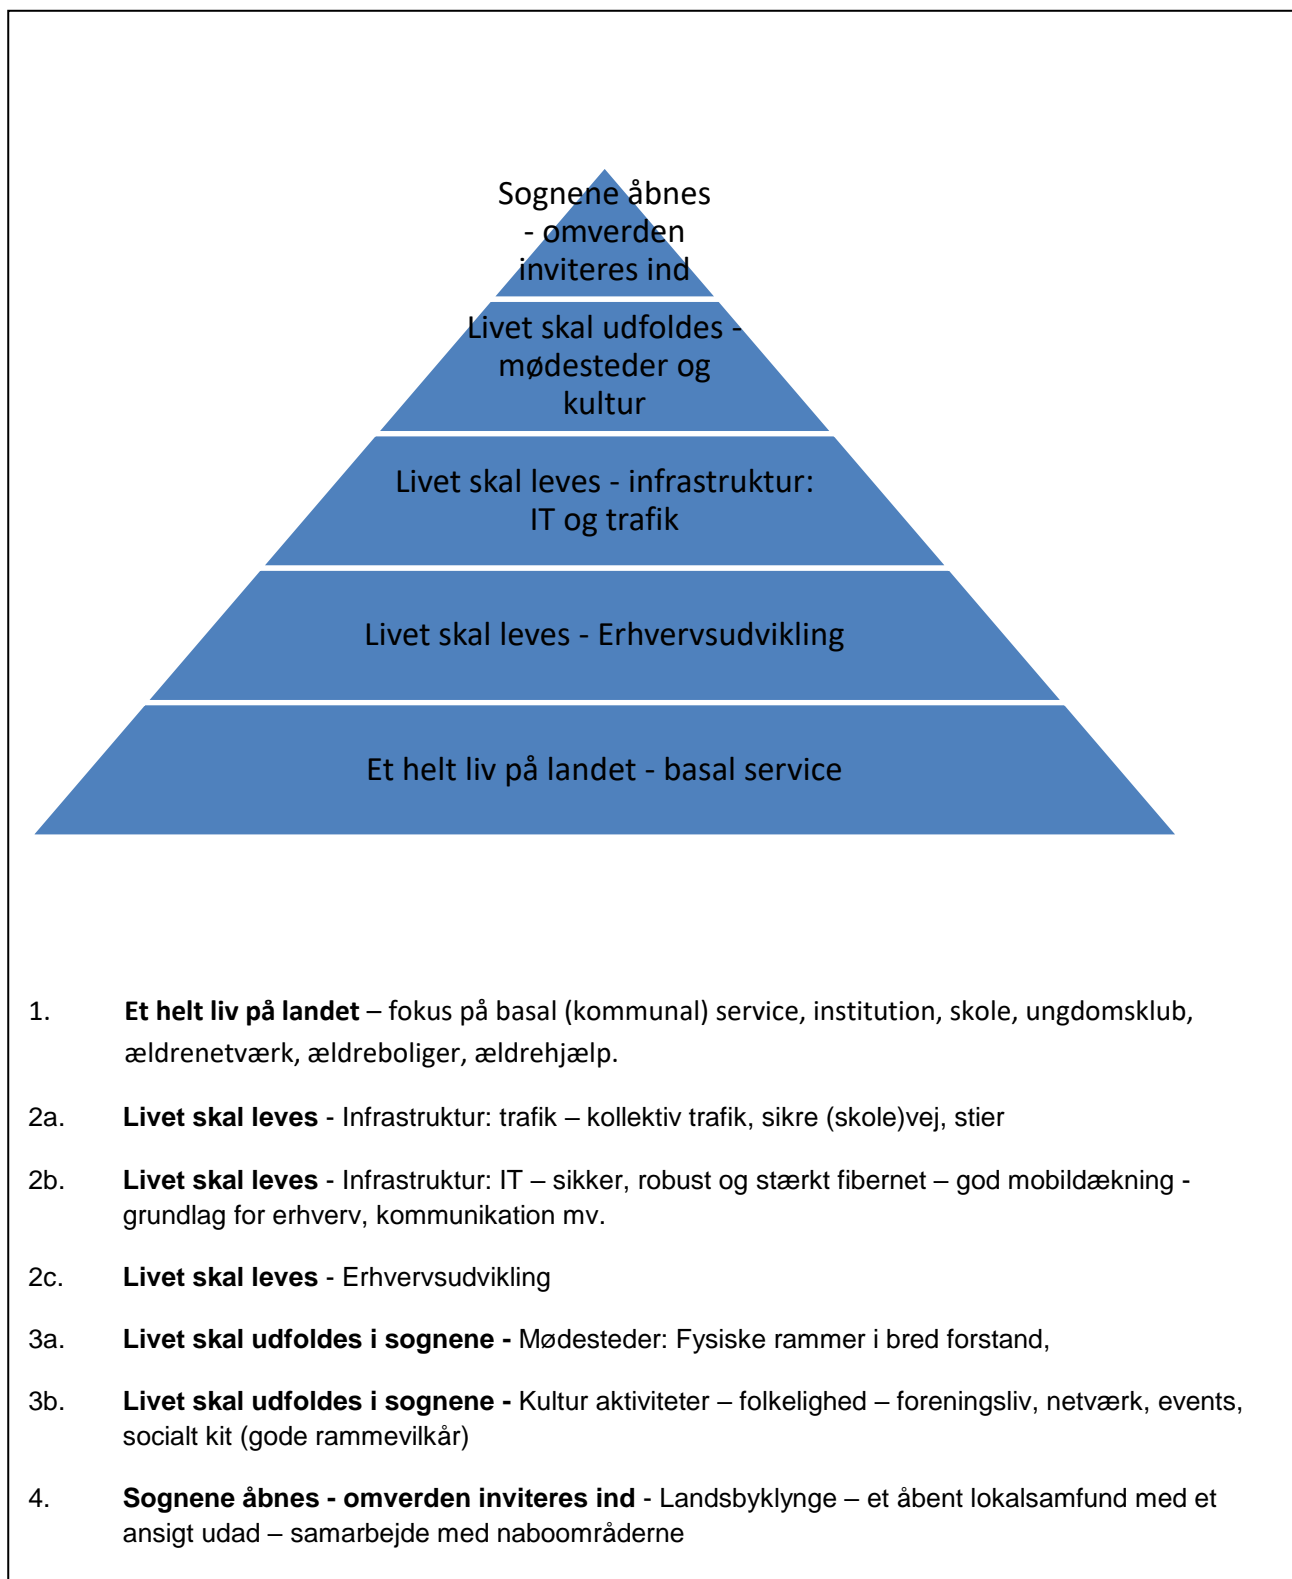 Sognene åbnes
- omverden
inviteres ind
Livet skal udfoldes -
mødesteder og
kultur
Livet skal leves - infrastruktur:
IT og trafik
Livet skal leves - Erhvervsudvikling
Et helt liv på landet - basal service
1. Et helt liv på landet – fokus på basal (kommunal) service, institution, skole, ungdomsklub,
ældrenetværk, ældreboliger, ældrehjælp.
2a. Livet skal leves - Infrastruktur: trafik – kollektiv trafik, sikre (skole)vej, stier
2b. Livet skal leves - Infrastruktur: IT – sikker, robust og stærkt fibernet – god mobildækning -
grundlag for erhverv, kommunikation mv.
2c. Livet skal leves - Erhvervsudvikling
3a. Livet skal udfoldes i sognene - Mødesteder: Fysiske rammer i bred forstand,
3b. Livet skal udfoldes i sognene - Kultur aktiviteter – folkelighed – foreningsliv, netværk, events,
socialt kit (gode rammevilkår)
4. Sognene åbnes - omverden inviteres ind - Landsbyklynge – et åbent lokalsamfund med et
ansigt udad – samarbejde med naboområderne